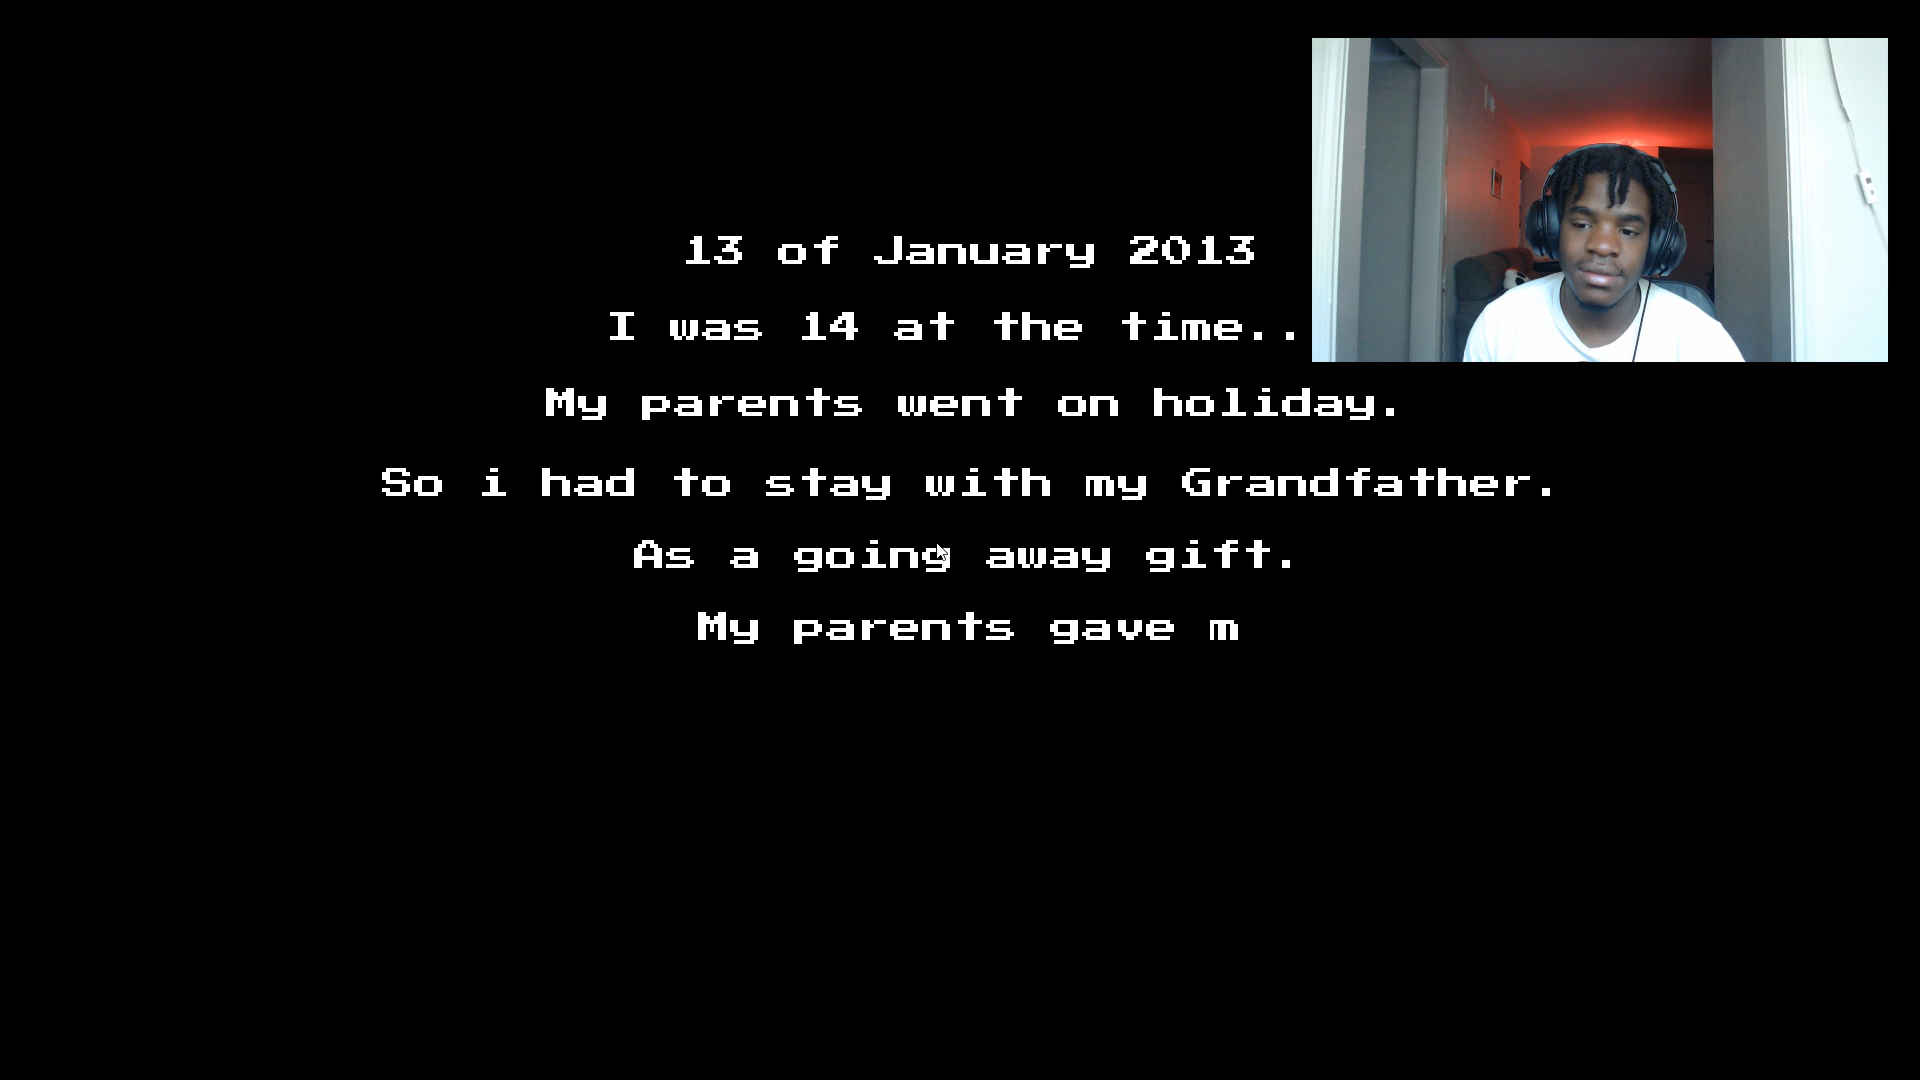 13 of January 2013
I was 14 at the time..
My parents went on holiday.
So i had to stay with my Grandfather.
As a going away gift.
My parents gave m